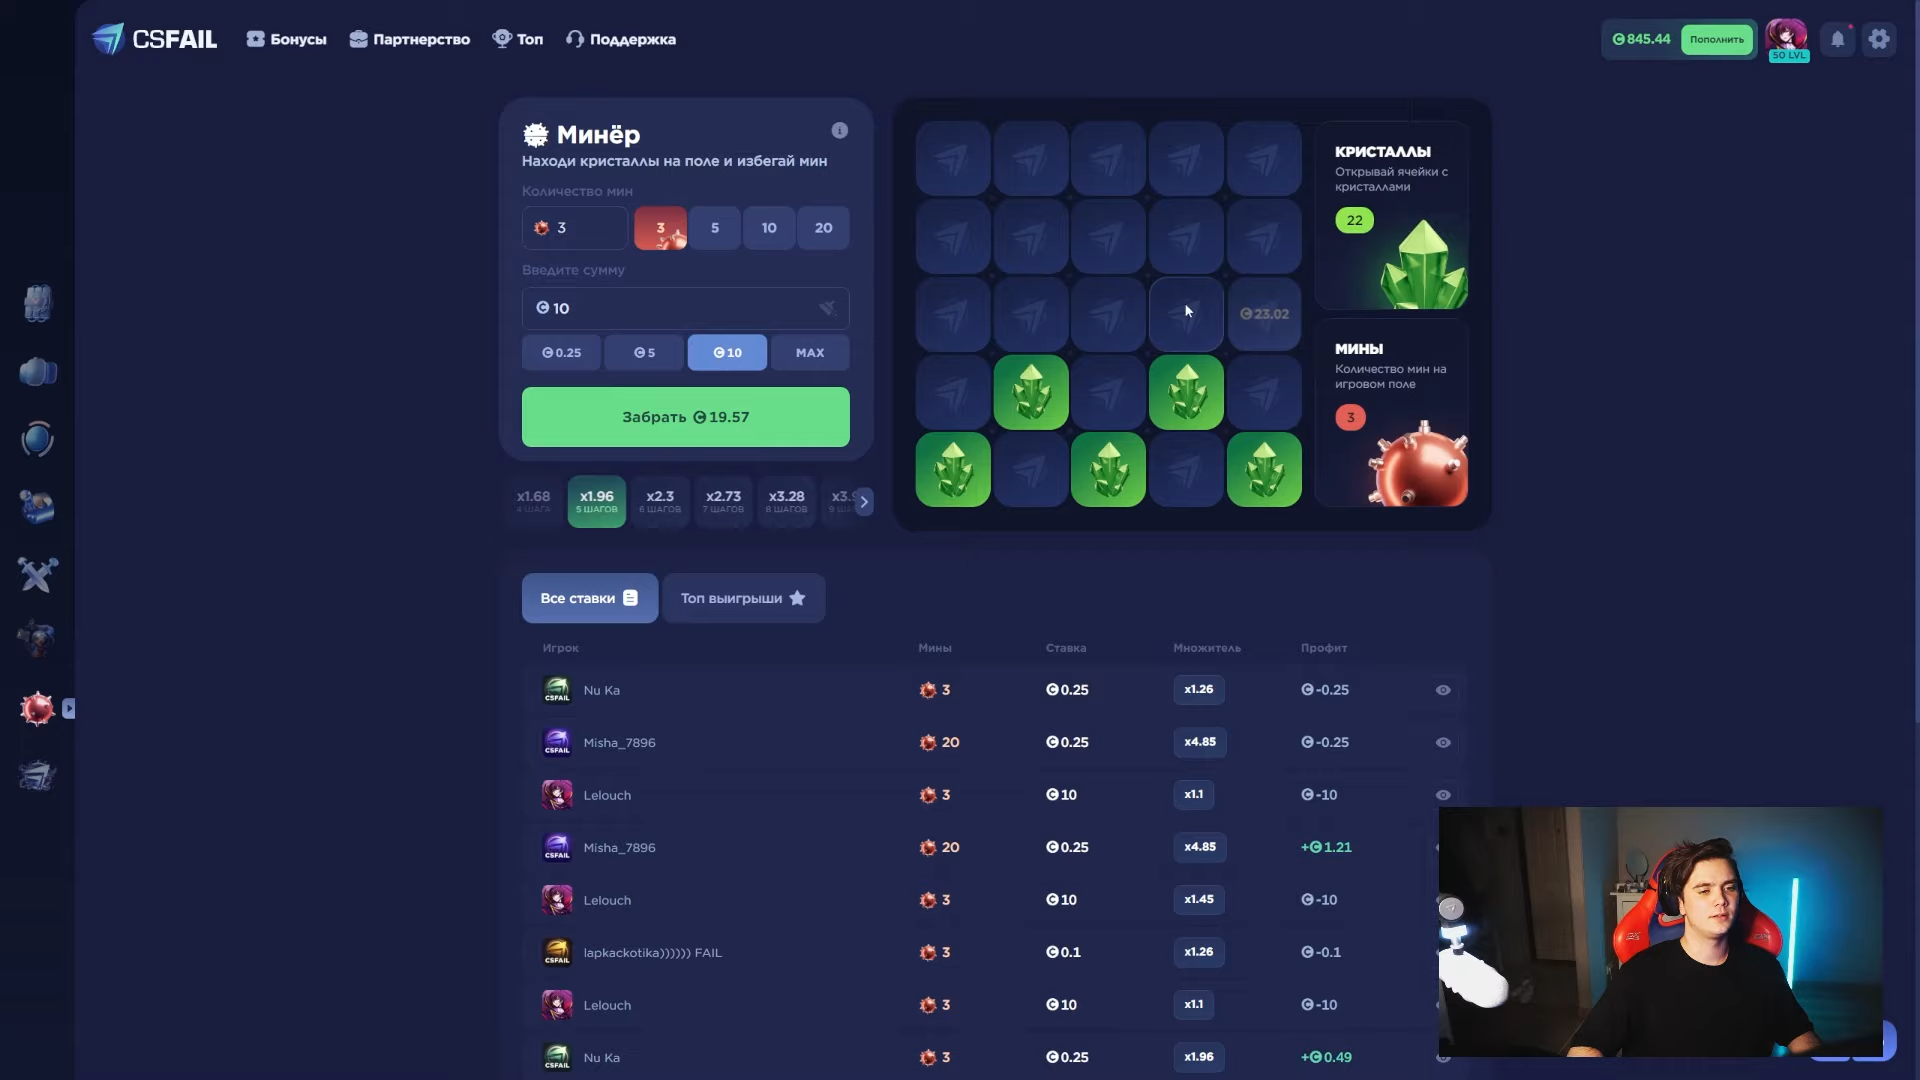 CSFAIL
Бонусы
Партнерство
Топ
Поддержка
845.44
Пополнить
50 LVL
Минёр
Находи кристаллы на поле и избегай мин
Количество мин
3
3
5
10
20
Введите сумму
10
0.25
5
10
MAX
Забрать 19.57
x1.68
4 ШАГА
x1.96
5 ШАГОВ
x2.3
6 ШАГОВ
x2.73
7 ШАГОВ
x3.28
8 ШАГОВ
23.02
КРИСТАЛЛЫ
Открывай ячейки с
кристаллами
22
МИНЫ
Количество мин на
игровом поле
3
Все ставки
Топ выигрыши
Игрок Мины Ставка Множитель Профит
CSFAIL Nu Ka 3 0.25 x1.26 -0.25
CSFAIL Misha_7896 20 0.25 x4.85 -0.25
Lelouch 3 10 x1.1 -10
CSFAIL Misha_7896 20 0.25 x4.85 +1.21
Lelouch 3 10 x1.45 -10
CSFAIL lapkackotika)))))) FAIL 3 0.1 x1.26 -0.1
Lelouch 3 10 x1.1 -10
CSFAIL Nu Ka 3 0.25 x1.96 +0.49